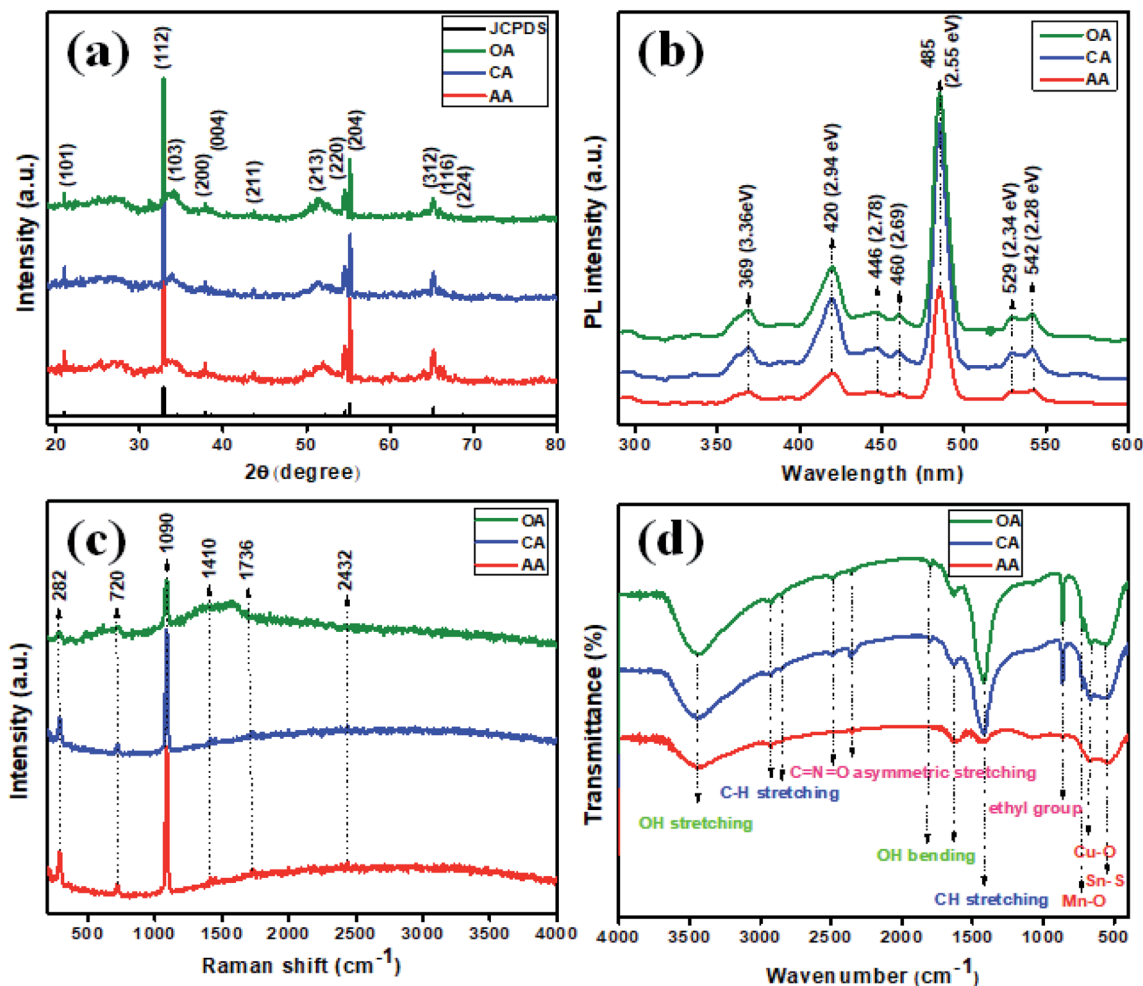 (a)
JCPDS
OA
CA
AA
(101)
(112)
(103)
(200)
(004)
(211)
(213)
(220)
(204)
(312)
(116)
(224)
Intensity (a.u.)
20 30 40 50 60 70 80
2θ (degree)
(b)
OA
CA
AA
369 (3.36eV)
420 (2.94 eV)
446 (2.78)
460 (2.69)
485
(2.55 eV)
529 (2.34 eV)
542 (2.28 eV)
PL intensity (a.u.)
300 350 400 450 500 550 600
Wavelength (nm)
(c)
OA
CA
AA
282
720
1090
1410
1736
2432
Intensity (a.u.)
500 1000 1500 2000 2500 3000 3500 4000
Raman shift (cm-1)
(d)
OA
CA
AA
C=N=O asymmetric stretching
C-H stretching
ethyl group
OH stretching
OH bending
Cu-O
Sn-S
CH stretching
Mn-O
Transmittance (%)
4000 3500 3000 2500 2000 1500 1000 500
Wavenumber (cm-1)